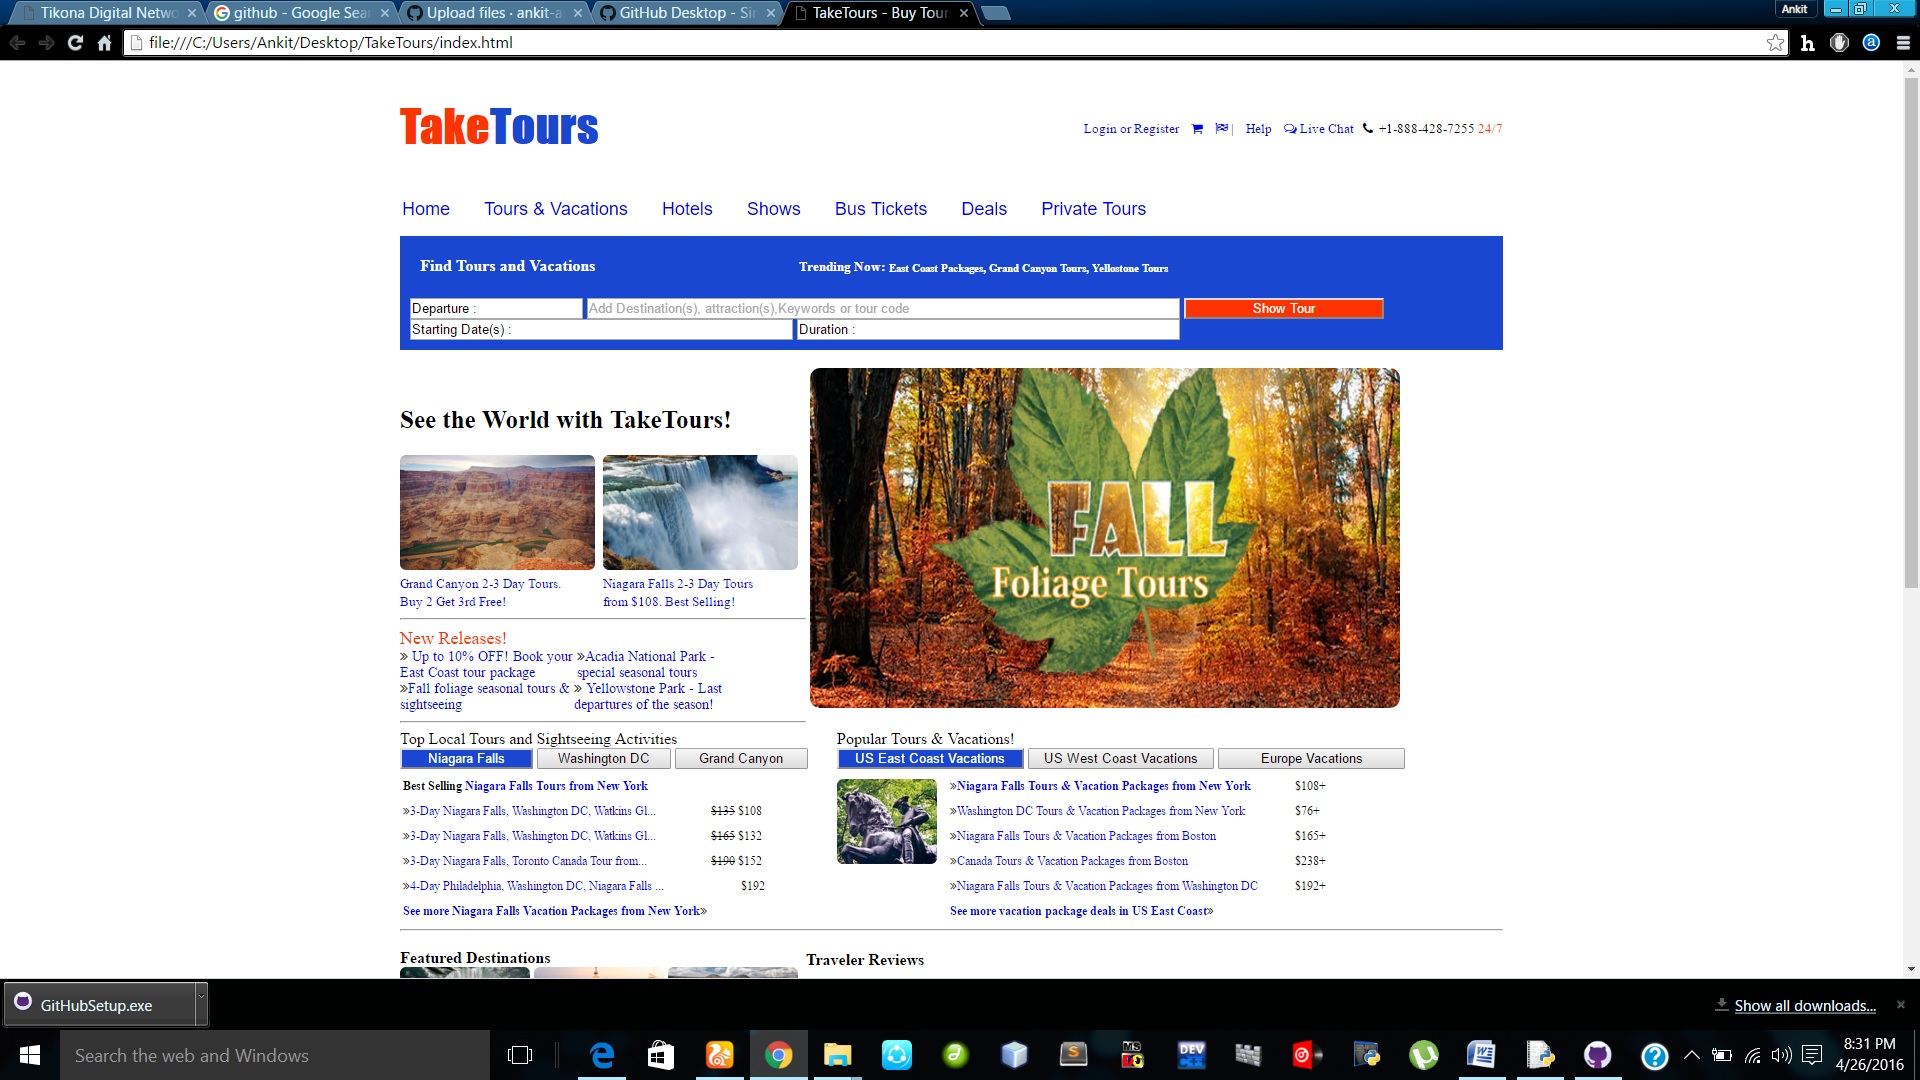 Tikona Digital Netwo
github - Google Sear
Upload files · ankit-a
GitHub Desktop - Sim
TakeTours - Buy Tour
Ankit
file:///C:/Users/Ankit/Desktop/TakeTours/index.html
TakeTours
Login or Register | Help Live Chat +1-888-428-7255 24/7
Home Tours & Vacations Hotels Shows Bus Tickets Deals Private Tours
Find Tours and Vacations
Trending Now: East Coast Packages, Grand Canyon Tours, Yellostone Tours
Departure : Add Destination(s), attraction(s),Keywords or tour code Show Tour
Starting Date(s) : Duration :
See the World with TakeTours!
Grand Canyon 2-3 Day Tours.
Buy 2 Get 3rd Free!
Niagara Falls 2-3 Day Tours
from $108. Best Selling!
FALL
Foliage Tours
New Releases!
» Up to 10% OFF! Book your
East Coast tour package
»Acadia National Park -
special seasonal tours
»Fall foliage seasonal tours &
sightseeing
» Yellowstone Park - Last
departures of the season!
Top Local Tours and Sightseeing Activities
Niagara Falls Washington DC Grand Canyon
Best Selling Niagara Falls Tours from New York
»3-Day Niagara Falls, Washington DC, Watkins Gl... $135 $108
»3-Day Niagara Falls, Washington DC, Watkins Gl... $165 $132
»3-Day Niagara Falls, Toronto Canada Tour from... $190 $152
»4-Day Philadelphia, Washington DC, Niagara Falls ... $192
See more Niagara Falls Vacation Packages from New York»
Popular Tours & Vacations!
US East Coast Vacations US West Coast Vacations Europe Vacations
»Niagara Falls Tours & Vacation Packages from New York $108+
»Washington DC Tours & Vacation Packages from New York $76+
»Niagara Falls Tours & Vacation Packages from Boston $165+
»Canada Tours & Vacation Packages from Boston $238+
»Niagara Falls Tours & Vacation Packages from Washington DC $192+
See more vacation package deals in US East Coast»
Featured Destinations
Traveler Reviews
GitHubSetup.exe
Show all downloads...
Search the web and Windows
8:31 PM
4/26/2016